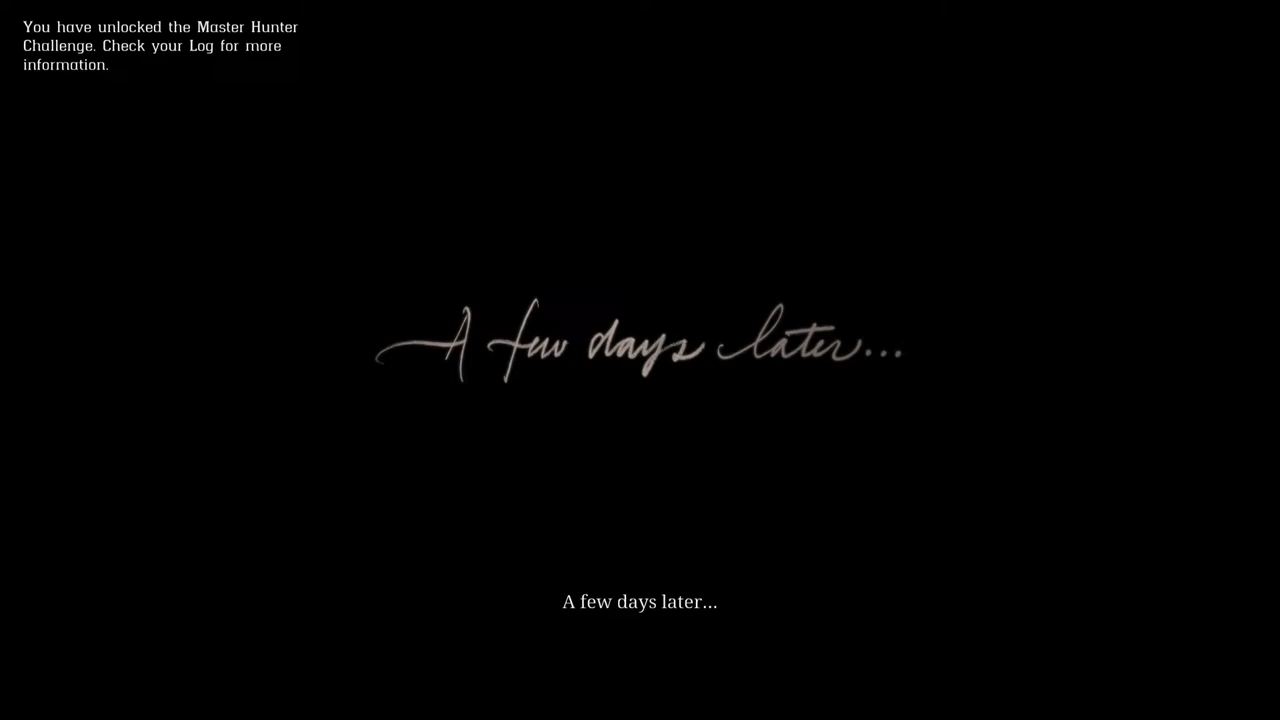 You have unlocked the Master Hunter
Challenge. Check your Log for more
information.
A few days later...
A few days later...